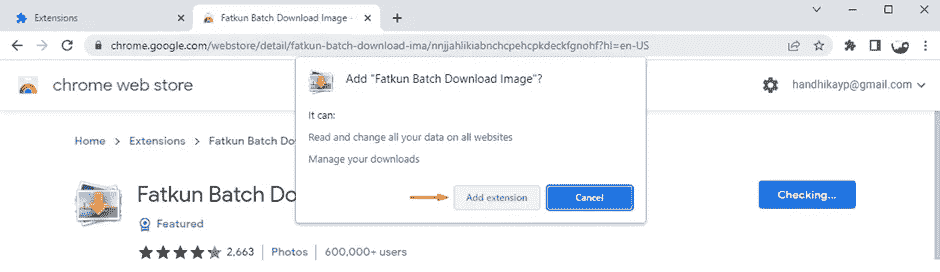 Extensions
Fatkun Batch Download Image -
chrome.google.com/webstore/detail/fatkun-batch-download-ima/nnjjahlikiabnchcpehcpkdeckfgnohf?hl=en-US
Add "Fatkun Batch Download Image"?
chrome web store
handhikayp@gmail.com
It can:
Read and change all your data on all websites
Manage your downloads
Home
Extensions
Fatkun Batch Do
Fatkun Batch Do
Add extension
Cancel
Checking...
Featured
2,663
Photos
600,000+ users